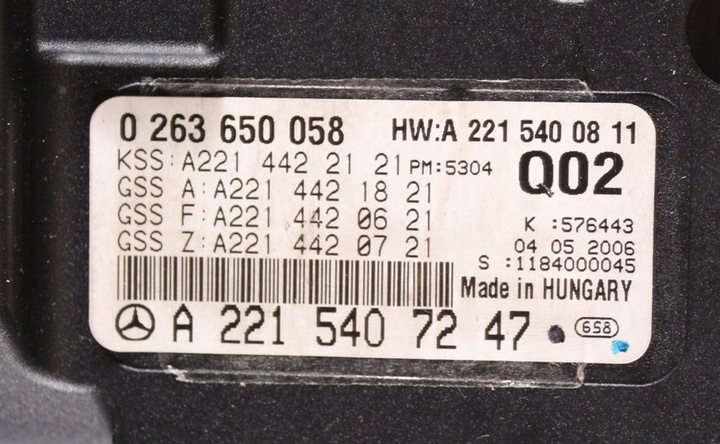 0 263 650 058 HW:A 221 540 08 11
KSS:A221 442 21 21 PM:5304 Q02
GSS A:A221 442 18 21
GSS F:A221 442 06 21 K :576443
GSS Z:A221 442 07 21 04 05 2006
S :1184000045
Made in HUNGARY
A 221 540 72 47 658